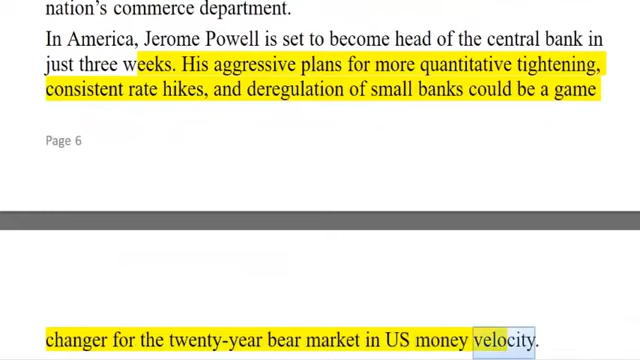 nation's commerce department.
In America, Jerome Powell is set to become head of the central bank in
just three weeks. His aggressive plans for more quantitative tightening,
consistent rate hikes, and deregulation of small banks could be a game
Page 6
changer for the twenty-year bear market in US money velocity.